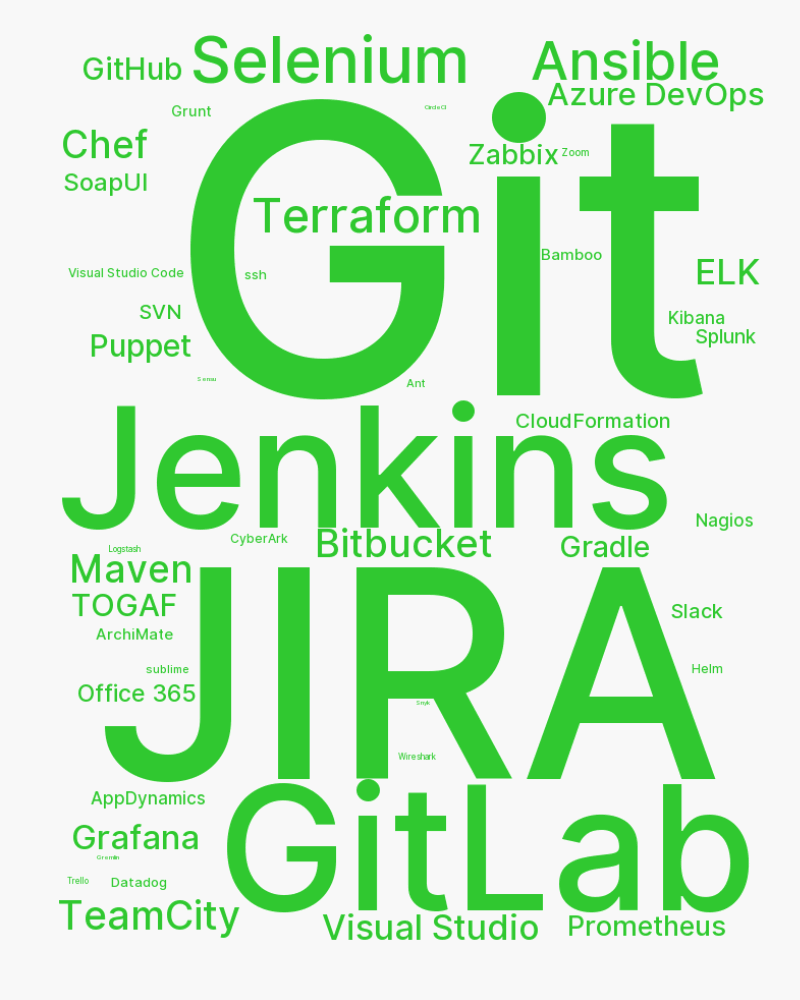 Selenium
Ansible
GitHub
Azure DevOps
CircleCI
Grunt
Git
Chef
Zabbix
Zoom
SoapUI
Terraform
Bamboo
ELK
Visual Studio Code
ssh
SVN
Kibana
Splunk
Puppet
Sensu
Ant
Jenkins
CloudFormation
Nagios
CyberArk
Bitbucket
Gradle
Logstash
Maven
TOGAF
JIRA
Slack
ArchiMate
sublime
Helm
Office 365
Snyk
Wireshark
AppDynamics
GitLab
Grafana
Gremlin
Trello
Datadog
TeamCity
Visual Studio
Prometheus